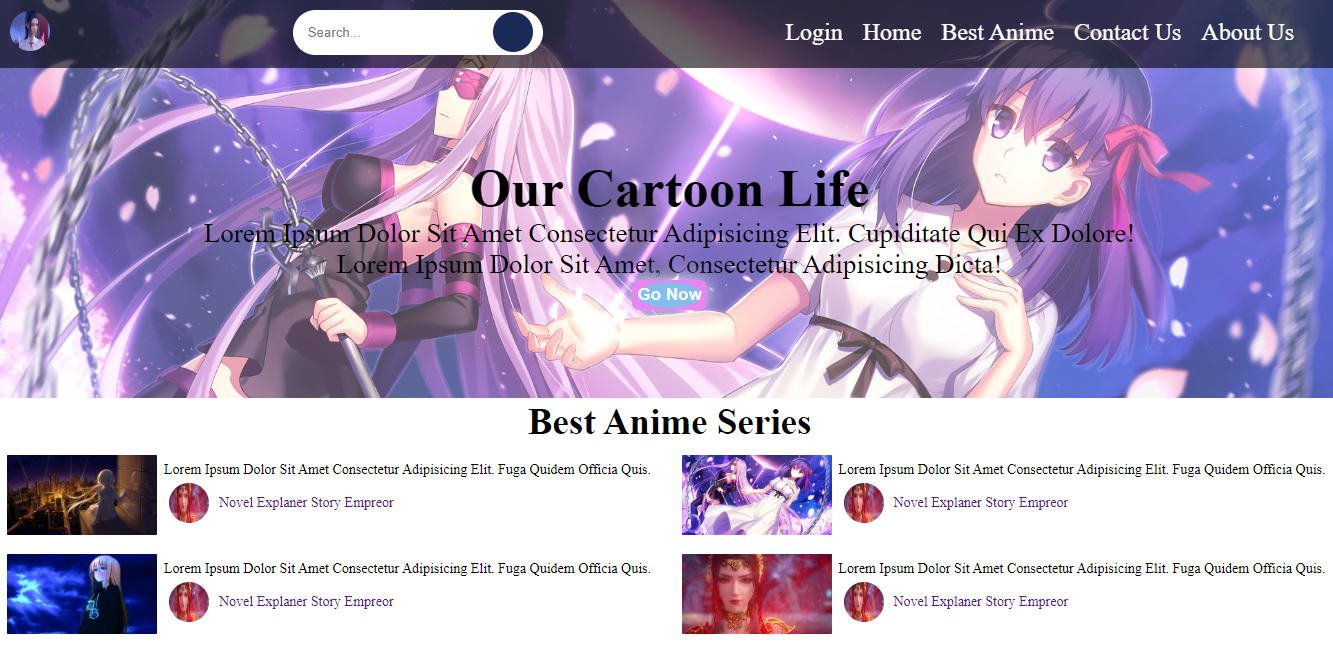 Search...
Login Home Best Anime Contact Us About Us
Our Cartoon Life
Lorem Ipsum Dolor Sit Amet Consectetur Adipisicing Elit. Cupiditate Qui Ex Dolore!
Lorem Ipsum Dolor Sit Amet, Consectetur Adipisicing Dicta!
Go Now
Best Anime Series
Lorem Ipsum Dolor Sit Amet Consectetur Adipisicing Elit. Fuga Quidem Officia Quis.
Novel Explaner Story Empreor
Lorem Ipsum Dolor Sit Amet Consectetur Adipisicing Elit. Fuga Quidem Officia Quis.
Novel Explaner Story Empreor
Lorem Ipsum Dolor Sit Amet Consectetur Adipisicing Elit. Fuga Quidem Officia Quis.
Novel Explaner Story Empreor
Lorem Ipsum Dolor Sit Amet Consectetur Adipisicing Elit. Fuga Quidem Officia Quis.
Novel Explaner Story Empreor